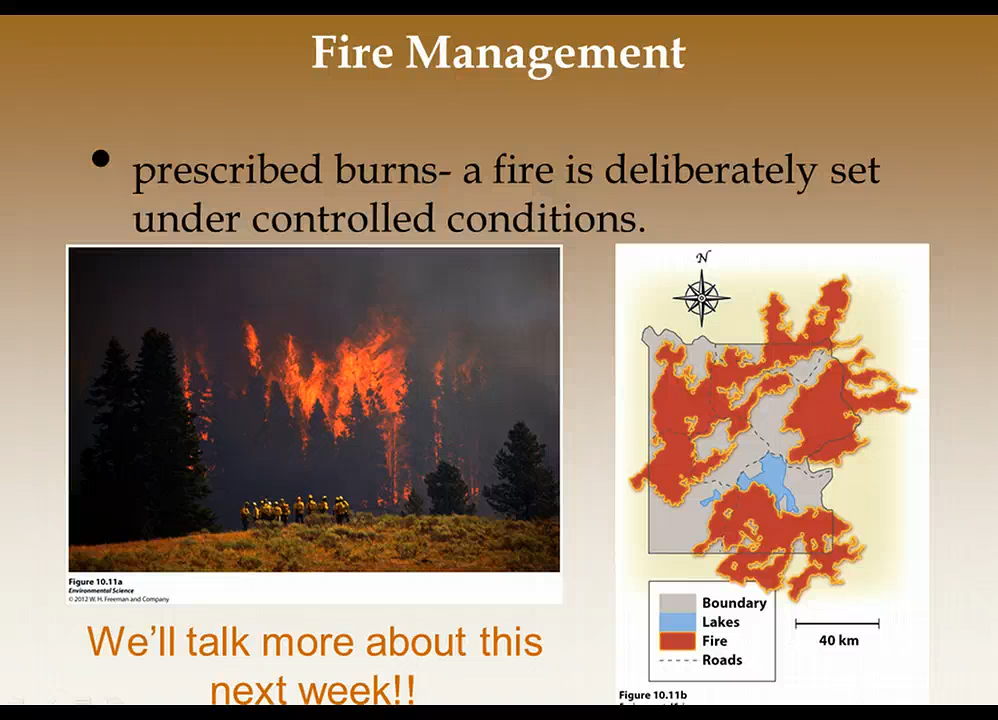 Fire Management
• prescribed burns- a fire is deliberately set
under controlled conditions.
Figure 10.11a
Environmental Science
© 2012 W. H. Freeman and Company
We'll talk more about this
next week!!
N
Boundary
Lakes
Fire
Roads
40 km
Figure 10.11b